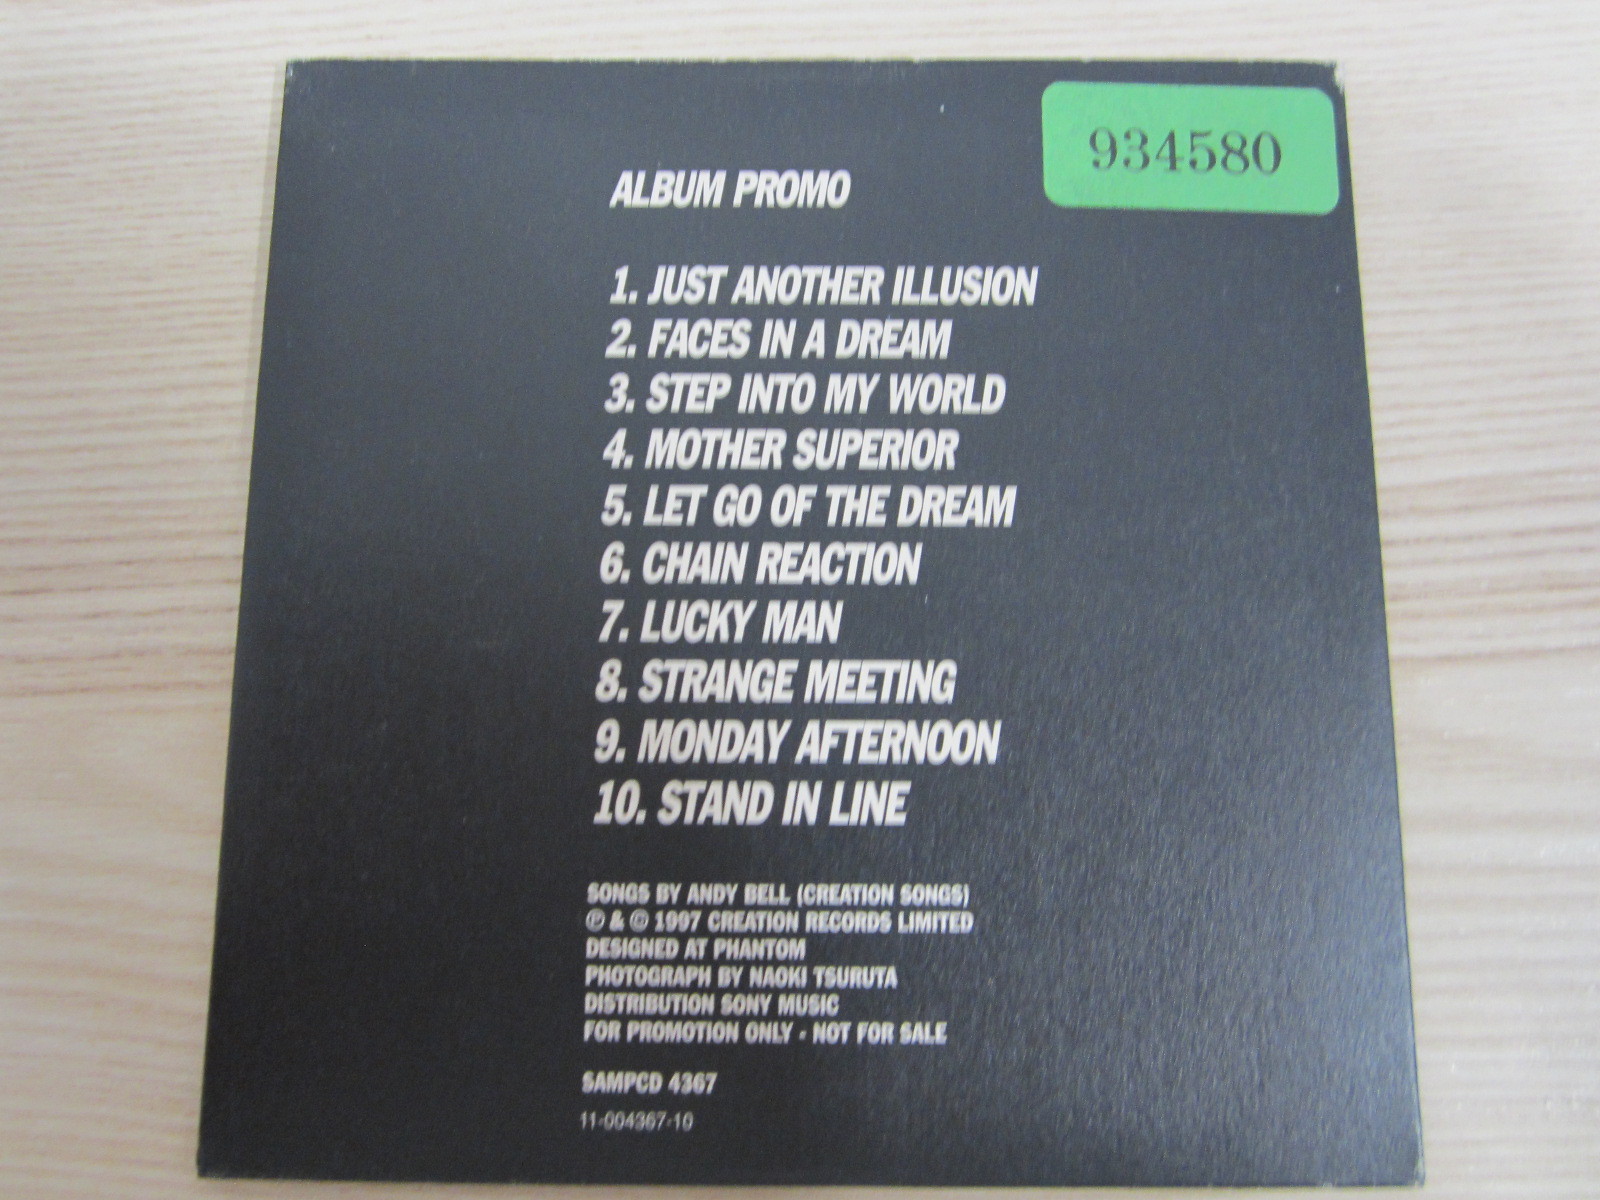 934580
ALBUM PROMO
1. JUST ANOTHER ILLUSION
2. FACES IN A DREAM
3. STEP INTO MY WORLD
4. MOTHER SUPERIOR
5. LET GO OF THE DREAM
6. CHAIN REACTION
7. LUCKY MAN
8. STRANGE MEETING
9. MONDAY AFTERNOON
10. STAND IN LINE
SONGS BY ANDY BELL (CREATION SONGS)
℗ & © 1997 CREATION RECORDS LIMITED
DESIGNED AT PHANTOM
PHOTOGRAPH BY NAOKI TSURUTA
DISTRIBUTION SONY MUSIC
FOR PROMOTION ONLY - NOT FOR SALE
SAMPCD 4367
11-004367-10